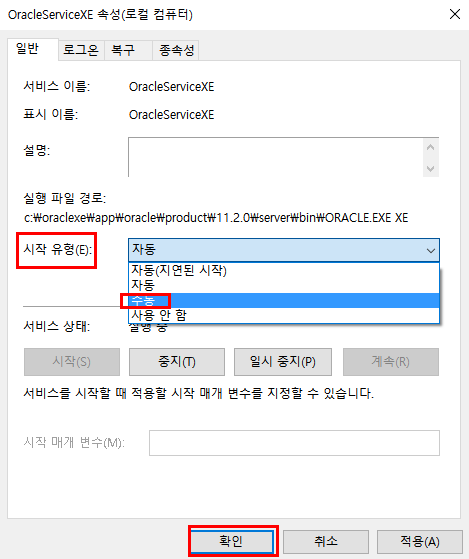 OracleServiceXE 속성(로컬 컴퓨터)
일반 로그온 복구 종속성
서비스 이름: OracleServiceXE
표시 이름: OracleServiceXE
설명:
실행 파일 경로:
c:₩oraclexe₩app₩oracle₩product₩11.2.0₩server₩bin₩ORACLE.EXE XE
시작 유형(E): 자동
자동(지연된 시작)
자동
수동
사용 안 함
서비스 상태: 실행 중
시작(S) 중지(T) 일시 중지(P) 계속(R)
서비스를 시작할 때 적용할 시작 매개 변수를 지정할 수 있습니다.
시작 매개 변수(M):
확인 취소 적용(A)